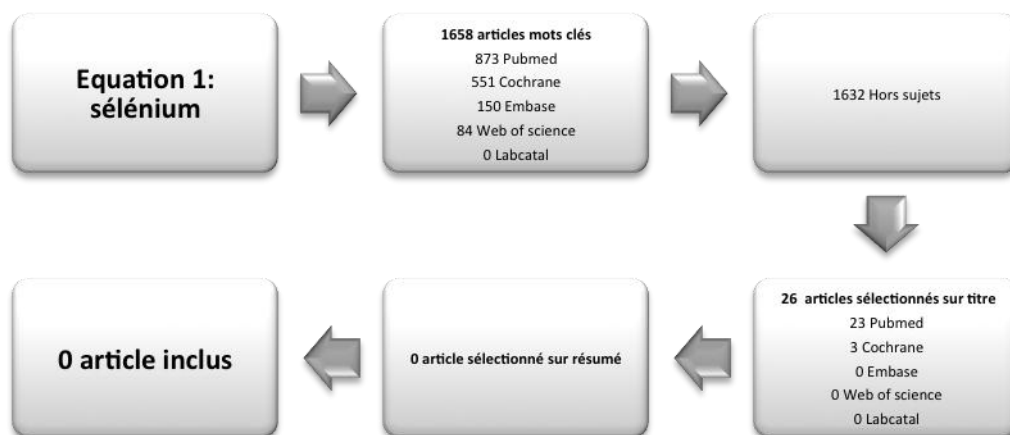 Equation 1:
sélénium
1658 articles mots clés
873 Pubmed
551 Cochrane
150 Embase
84 Web of science
0 Labcatal
1632 Hors sujets
26 articles sélectionnés sur titre
23 Pubmed
3 Cochrane
0 Embase
0 Web of science
0 Labcatal
0 article sélectionné sur résumé
0 article inclus